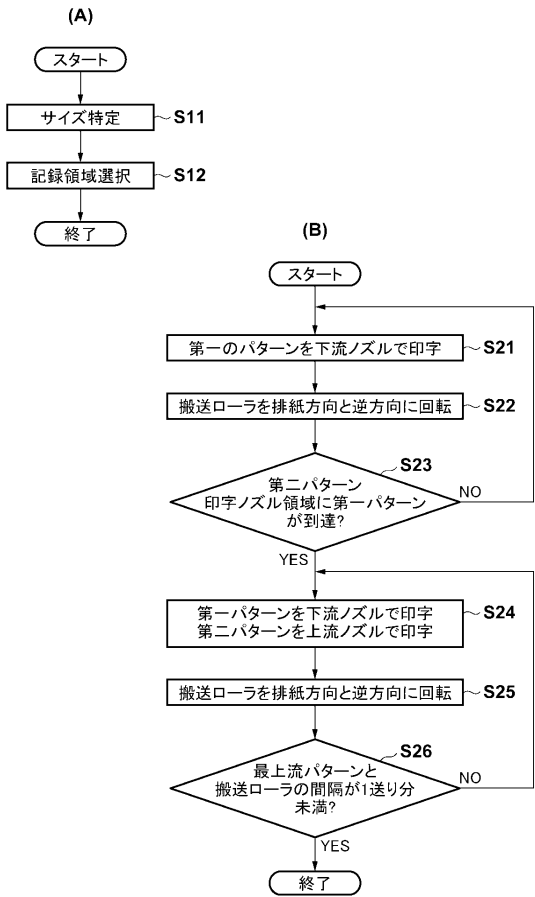 (A)
スタート
サイズ特定
S11
記録領域選択
S12
終了
(B)
スタート
第一のパターンを下流ノズルで印字
S21
搬送ローラを排紙方向と逆方向に回転
S22
S23
第二パターン
印字ノズル領域に第一パターン
が到達?
NO
YES
第一パターンを下流ノズルで印字
第二パターンを上流ノズルで印字
S24
搬送ローラを排紙方向と逆方向に回転
S25
S26
最上流パターンと
搬送ローラの間隔が1送り分
未満?
NO
YES
終了